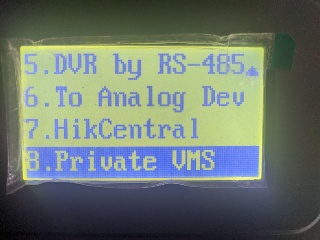 5.DVR by RS-485
6.To Analog Dev
7.HikCentral
8.Private VMS